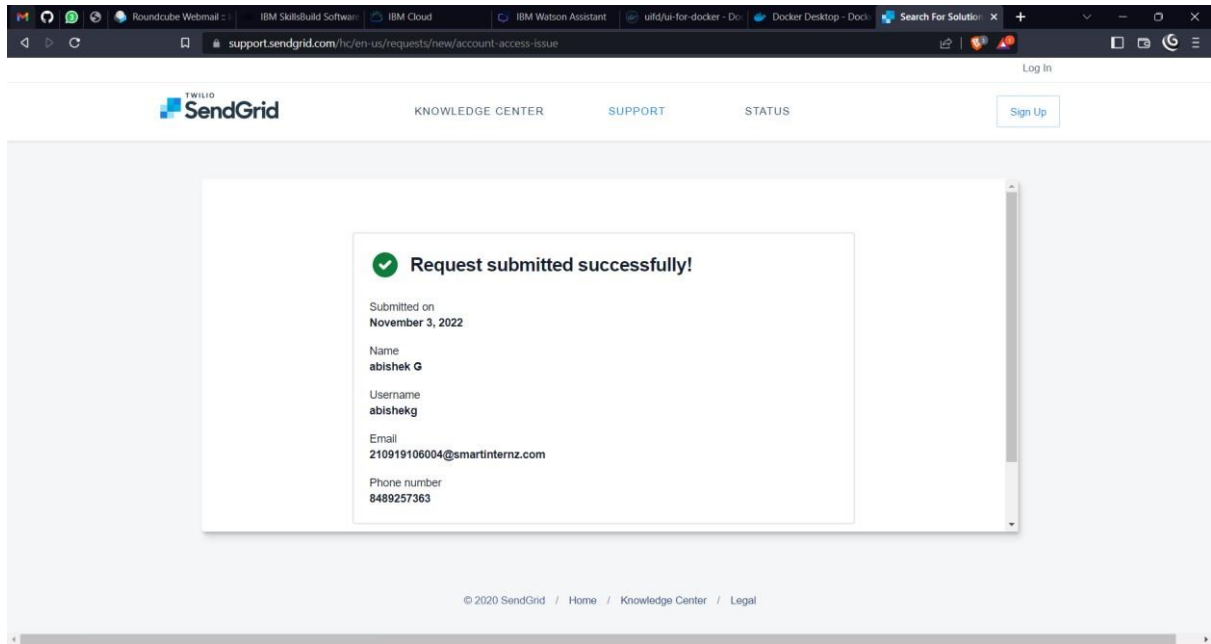 Roundcube Webmail ::
IBM SkillsBuild Software
IBM Cloud
IBM Watson Assistant
uifd/ui-for-docker - Do
Docker Desktop - Dock
Search For Solution
support.sendgrid.com/hc/en-us/requests/new/account-access-issue
Log In
TWILIO
SendGrid
KNOWLEDGE CENTER
SUPPORT
STATUS
Sign Up
Request submitted successfully!
Submitted on
November 3, 2022
Name
abishek G
Username
abishekg
Email
210919106004@smartinternz.com
Phone number
8489257363
© 2020 SendGrid / Home / Knowledge Center / Legal